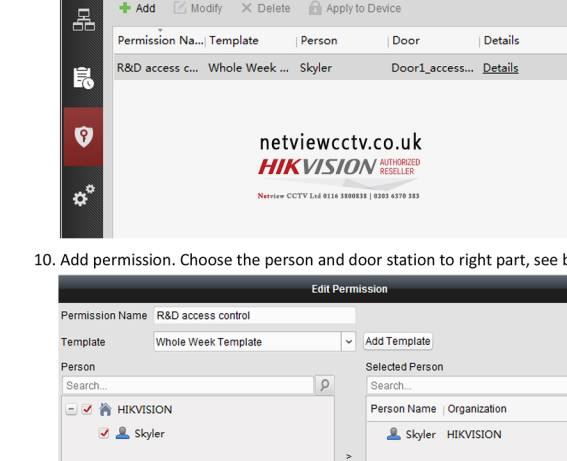 Add Modify Delete Apply to Device
Permission Na... Template Person Door Details
R&D access c... Whole Week ... Skyler Door1_access... Details
netviewcctv.co.uk
HIKVISION AUTHORIZED RESELLER
Netview CCTV Ltd 0116 3800838 | 0203 6370 383
10. Add permission. Choose the person and door station to right part, see
Edit Permission
Permission Name R&D access control
Template Whole Week Template Add Template
Person Selected Person
Search... Search...
HIKVISION Person Name Organization
Skyler Skyler HIKVISION
>